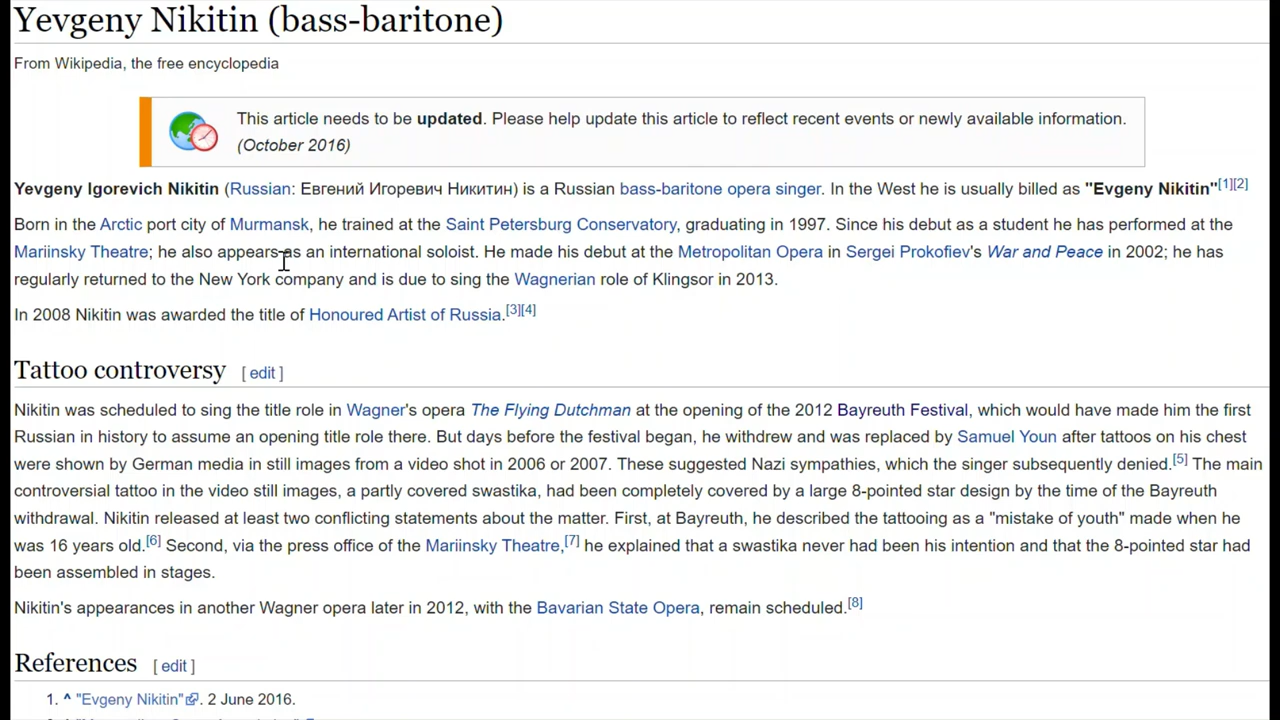 Yevgeny Nikitin (bass-baritone)
From Wikipedia, the free encyclopedia
This article needs to be updated. Please help update this article to reflect recent events or newly available information.
(October 2016)
Yevgeny Igorevich Nikitin (Russian: Евгений Игоревич Никитин) is a Russian bass-baritone opera singer. In the West he is usually billed as "Evgeny Nikitin"[1][2]
Born in the Arctic port city of Murmansk, he trained at the Saint Petersburg Conservatory, graduating in 1997. Since his debut as a student he has performed at the
Mariinsky Theatre; he also appears as an international soloist. He made his debut at the Metropolitan Opera in Sergei Prokofiev's War and Peace in 2002; he has
regularly returned to the New York company and is due to sing the Wagnerian role of Klingsor in 2013.
In 2008 Nikitin was awarded the title of Honoured Artist of Russia.[3][4]
Tattoo controversy [ edit ]
Nikitin was scheduled to sing the title role in Wagner's opera The Flying Dutchman at the opening of the 2012 Bayreuth Festival, which would have made him the first
Russian in history to assume an opening title role there. But days before the festival began, he withdrew and was replaced by Samuel Youn after tattoos on his chest
were shown by German media in still images from a video shot in 2006 or 2007. These suggested Nazi sympathies, which the singer subsequently denied.[5] The main
controversial tattoo in the video still images, a partly covered swastika, had been completely covered by a large 8-pointed star design by the time of the Bayreuth
withdrawal. Nikitin released at least two conflicting statements about the matter. First, at Bayreuth, he described the tattooing as a "mistake of youth" made when he
was 16 years old.[6] Second, via the press office of the Mariinsky Theatre,[7] he explained that a swastika never had been his intention and that the 8-pointed star had
been assembled in stages.
Nikitin's appearances in another Wagner opera later in 2012, with the Bavarian State Opera, remain scheduled.[8]
References [ edit ]
1. ^ "Evgeny Nikitin". 2 June 2016.